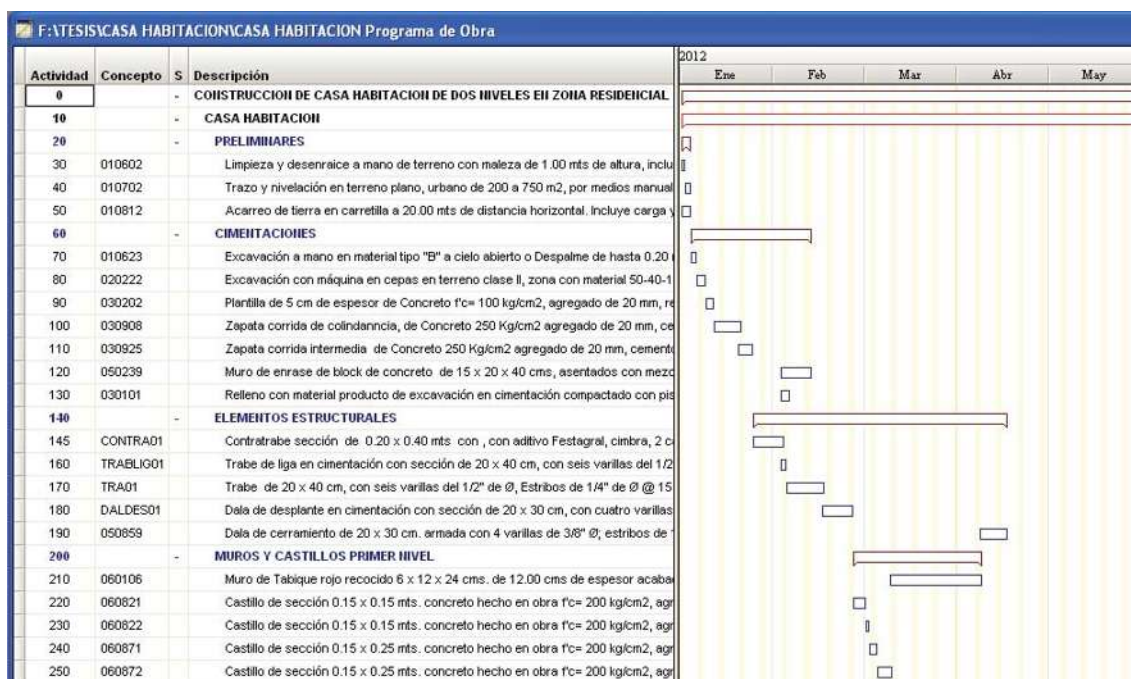 F:\TESIS\CASA HABITACION\CASA HABITACION Programa de Obra
2012
Actividad Concepto S Descripción Ene Feb Mar Abr May
0 - CONSTRUCCION DE CASA HABITACION DE DOS NIVELES EN ZONA RESIDENCIAL
10 - CASA HABITACION
20 - PRELIMINARES
30 010602 Limpieza y desenraice a mano de terreno con maleza de 1.00 mts de altura, inclu
40 010702 Trazo y nivelación en terreno plano, urbano de 200 a 750 m2, por medios manual
50 010812 Acarreo de tierra en carretilla a 20.00 mts de distancia horizontal. Incluye carga y
60 - CIMENTACIONES
70 010623 Excavación a mano en material tipo "B" a cielo abierto o Despalme de hasta 0.20
80 020222 Excavación con máquina en cepas en terreno clase II, zona con material 50-40-1
90 030202 Plantilla de 5 cm de espesor de Concreto f'c= 100 kg/cm2, agregado de 20 mm, re
100 030908 Zapata corrida de colindanncia, de Concreto 250 Kg/cm2 agregado de 20 mm, ce
110 030925 Zapata corrida intermedia de Concreto 250 Kg/cm2 agregado de 20 mm, cemento
120 050239 Muro de enrase de block de concreto de 15 x 20 x 40 cms, asentados con mezc
130 030101 Relleno con material producto de excavación en cimentación compactado con pis
140 - ELEMENTOS ESTRUCTURALES
145 CONTRA01 Contratrabe sección de 0.20 x 0.40 mts con , con aditivo Festagral, cimbra, 2 c
160 TRABLIG01 Trabe de liga en cimentación con sección de 20 x 40 cm, con seis varillas del 1/2
170 TRA01 Trabe de 20 x 40 cm, con seis varillas del 1/2" de Ø, Estribos de 1/4" de Ø @ 15
180 DALDES01 Dala de desplante en cimentación con sección de 20 x 30 cm, con cuatro varillas
190 050859 Dala de cerramiento de 20 x 30 cm. armada con 4 varillas de 3/8" Ø; estribos de
200 - MUROS Y CASTILLOS PRIMER NIVEL
210 060106 Muro de Tabique rojo recocido 6 x 12 x 24 cms. de 12.00 cms de espesor acaba
220 060821 Castillo de sección 0.15 x 0.15 mts. concreto hecho en obra f'c= 200 kg/cm2, agr
230 060822 Castillo de sección 0.15 x 0.15 mts. concreto hecho en obra f'c= 200 kg/cm2, agr
240 060871 Castillo de sección 0.15 x 0.25 mts. concreto hecho en obra f'c= 200 kg/cm2, agr
250 060872 Castillo de sección 0.15 x 0.25 mts. concreto hecho en obra f'c= 200 kg/cm2, agr